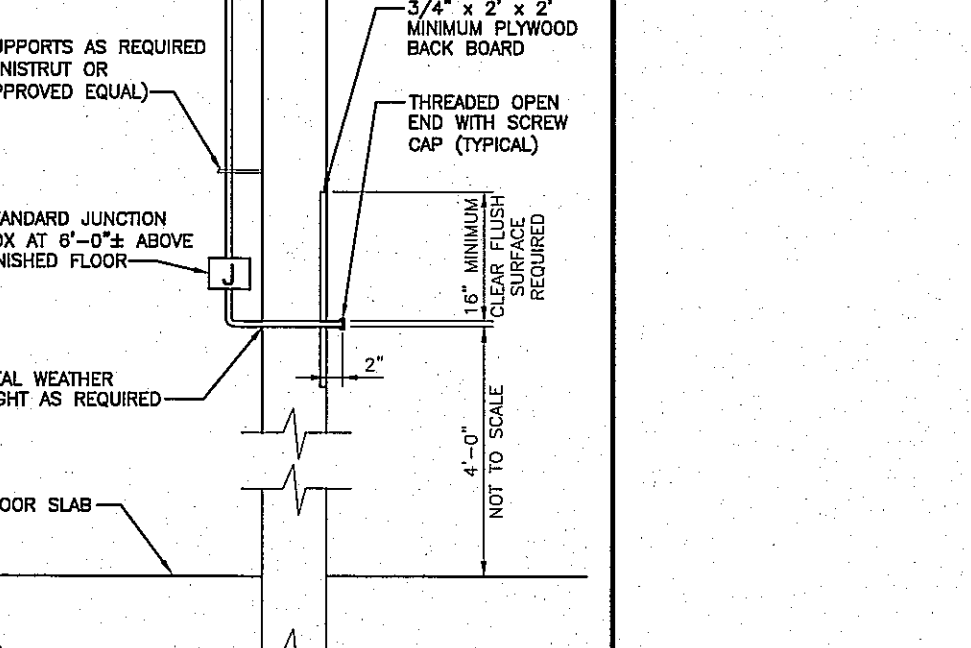 3/4" x 2' x 2'
MINIMUM PLYWOOD
BACK BOARD
UPPORTS AS REQUIRED
NISTRUT OR
PPROVED EQUAL)
THREADED OPEN
END WITH SCREW
CAP (TYPICAL)
TANDARD JUNCTION
OX AT 6'-0"± ABOVE
NISHED FLOOR
J
16" MINIMUM
CLEAR FLUSH
SURFACE
REQUIRED
2"
EAL WEATHER
GHT AS REQUIRED
4'-0"
NOT TO SCALE
OOR SLAB